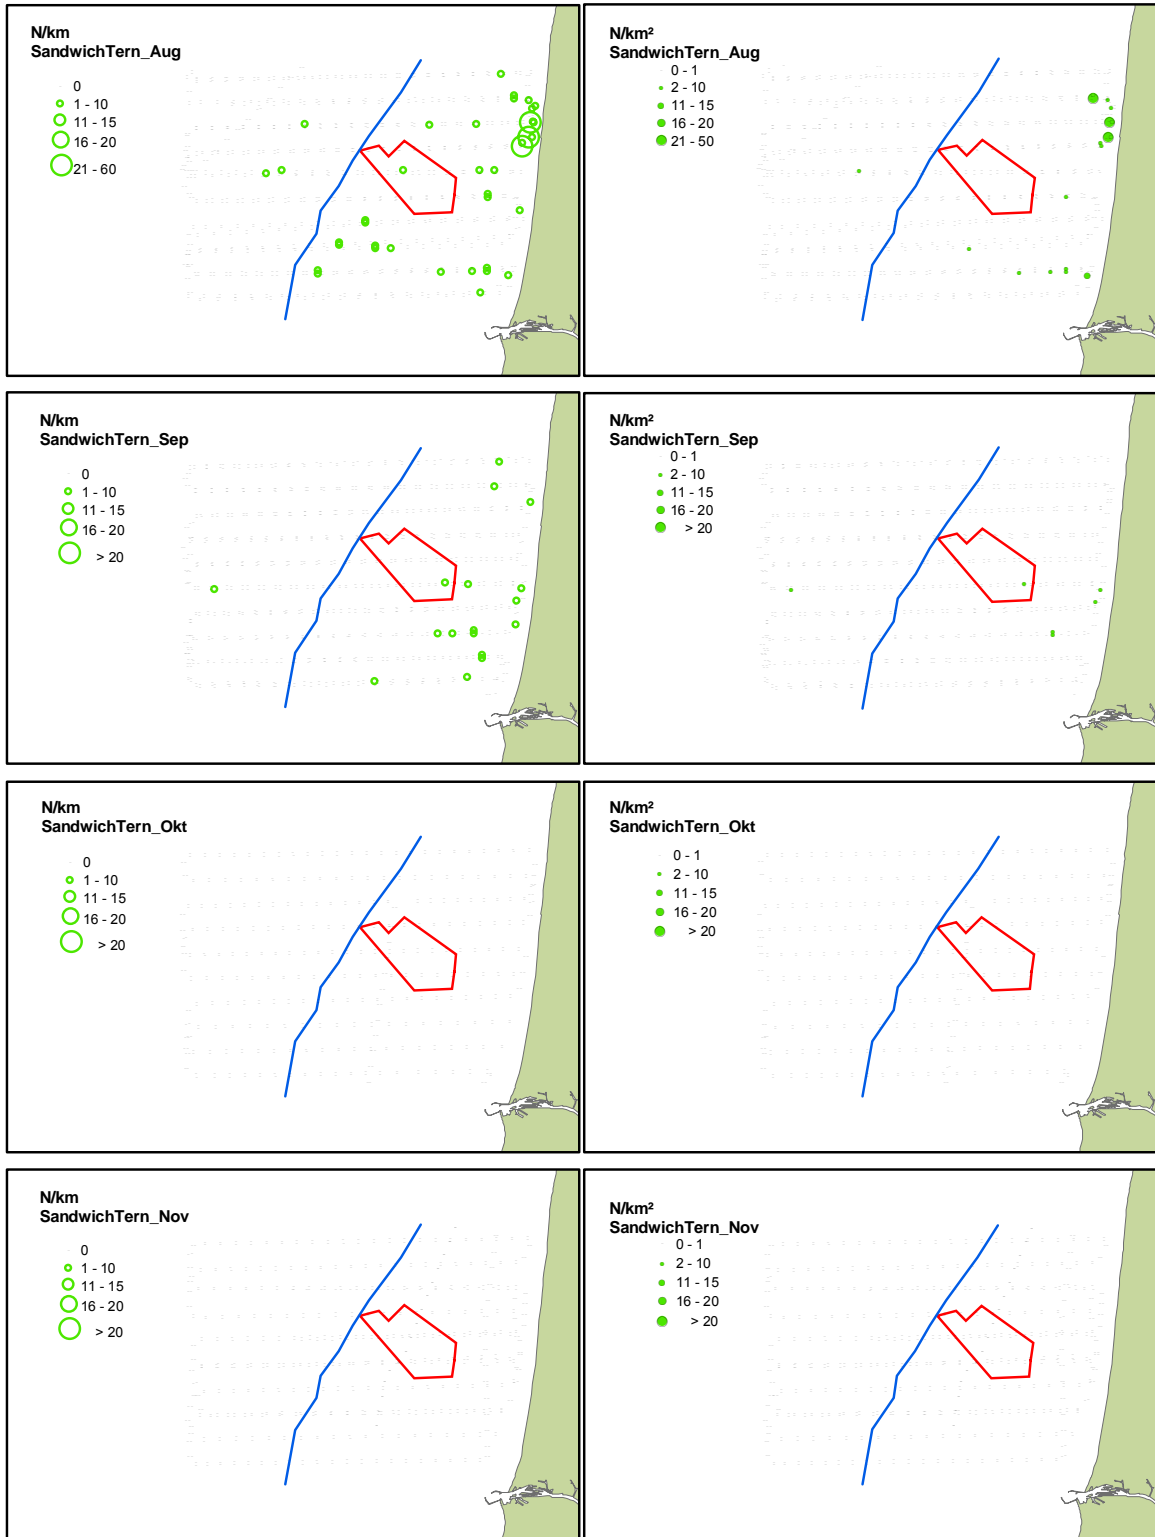 N/km
SandwichTern_Aug
0
1 - 10
11 - 15
16 - 20
21 - 60
N/km²
SandwichTern_Aug
0 - 1
2 - 10
11 - 15
16 - 20
21 - 50
N/km
SandwichTern_Sep
0
1 - 10
11 - 15
16 - 20
> 20
N/km²
SandwichTern_Sep
0 - 1
2 - 10
11 - 15
16 - 20
> 20
N/km
SandwichTern_Okt
0
1 - 10
11 - 15
16 - 20
> 20
N/km²
SandwichTern_Okt
0 - 1
2 - 10
11 - 15
16 - 20
> 20
N/km
SandwichTern_Nov
0
1 - 10
11 - 15
16 - 20
> 20
N/km²
SandwichTern_Nov
0 - 1
2 - 10
11 - 15
16 - 20
> 20